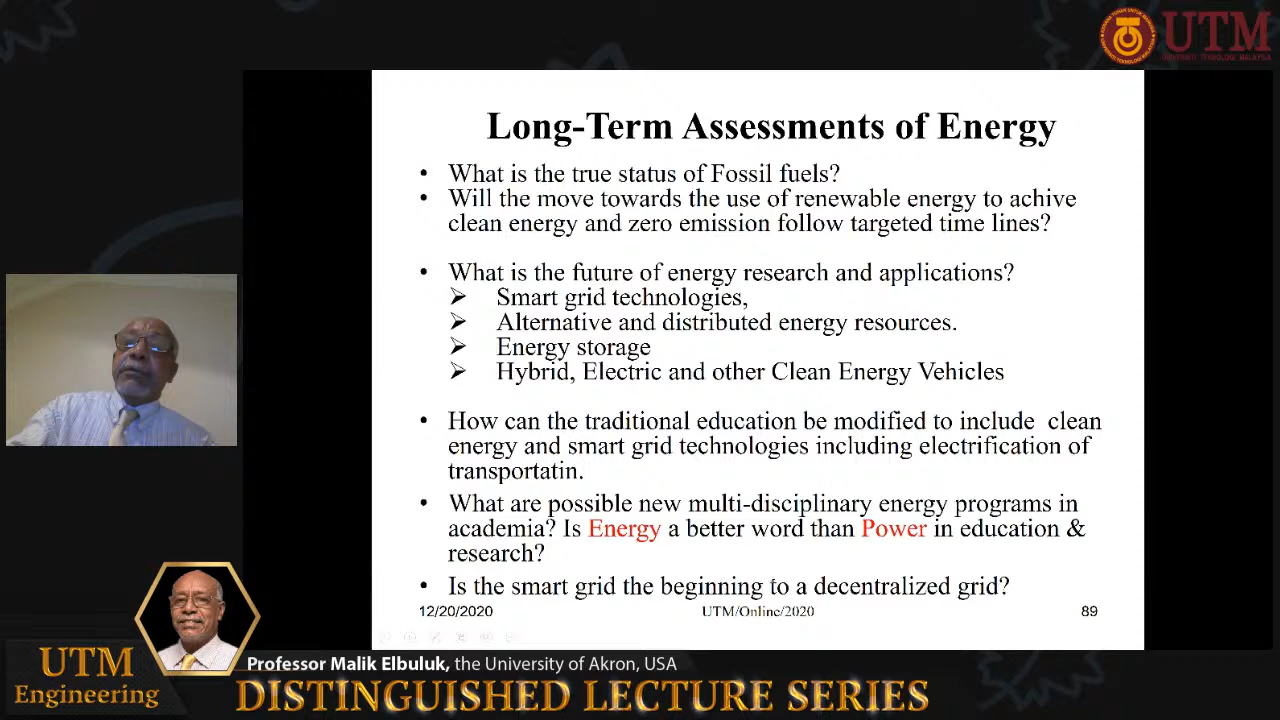 UTM
UNIVERSITI TEKNOLOGI MALAYSIA
Long-Term Assessments of Energy
• What is the true status of Fossil fuels?
• Will the move towards the use of renewable energy to achive
clean energy and zero emission follow targeted time lines?
• What is the future of energy research and applications?
➢ Smart grid technologies,
➢ Alternative and distributed energy resources.
➢ Energy storage
➢ Hybrid, Electric and other Clean Energy Vehicles
• How can the traditional education be modified to include clean
energy and smart grid technologies including electrification of
transportatin.
• What are possible new multi-disciplinary energy programs in
academia? Is Energy a better word than Power in education &
research?
• Is the smart grid the beginning to a decentralized grid?
12/20/2020
UTM/Online/2020
89
UTM
Engineering
Professor Malik Elbuluk, the University of Akron, USA
DISTINGUISHED LECTURE SERIES